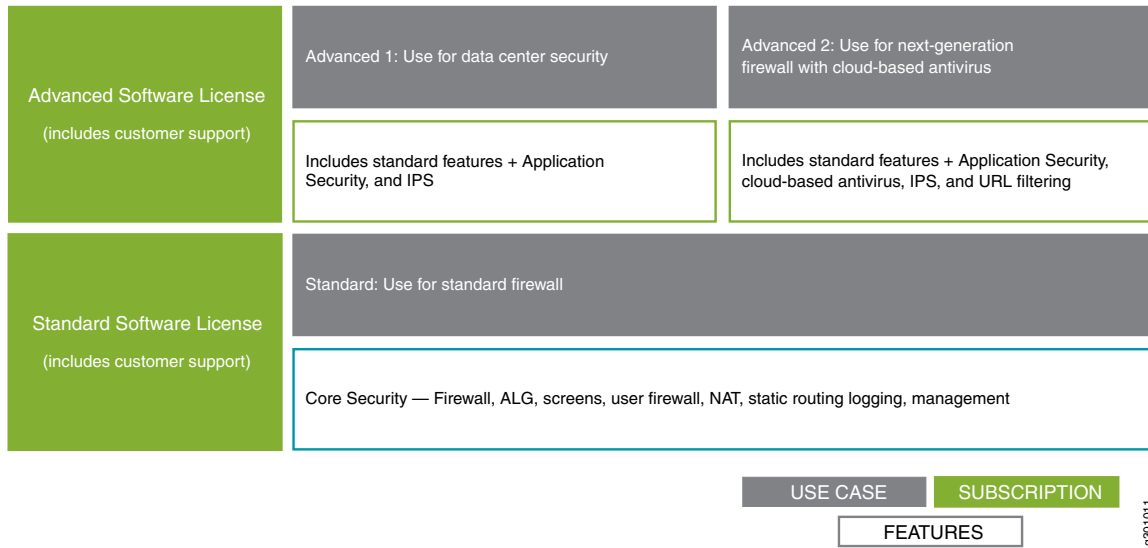 Advanced Software License
(includes customer support)
Advanced 1: Use for data center security
Advanced 2: Use for next-generation
firewall with cloud-based antivirus
Includes standard features + Application
Security, and IPS
Includes standard features + Application Security,
cloud-based antivirus, IPS, and URL filtering
Standard Software License
(includes customer support)
Standard: Use for standard firewall
Core Security — Firewall, ALG, screens, user firewall, NAT, static routing logging, management
USE CASE
SUBSCRIPTION
FEATURES